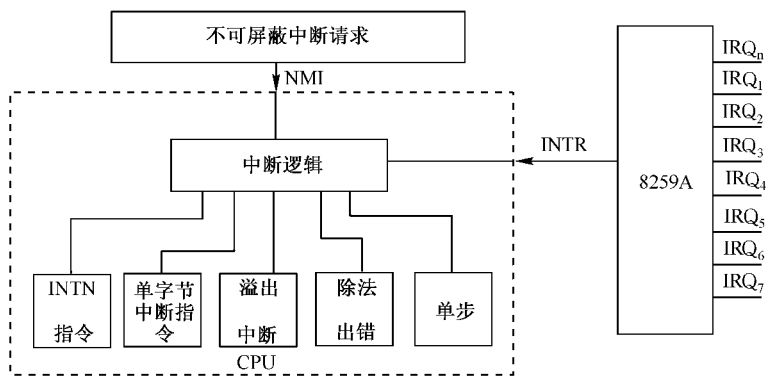 不可屏蔽中断请求
NMI
中断逻辑
INTR
8259A
IRQn
IRQ1
IRQ2
IRQ3
IRQ4
IRQ5
IRQ6
IRQ7
INTN
指令
单字节
中断指
令
溢出
中断
除法
出错
单步
CPU